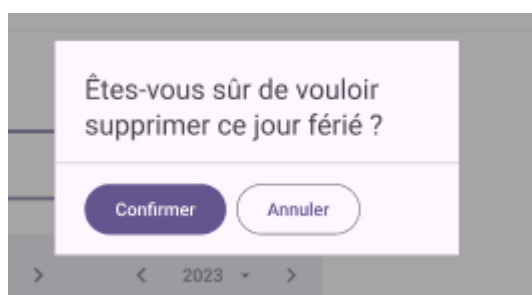 Êtes-vous sûr de vouloir
supprimer ce jour férié ?
Confirmer
Annuler
2023